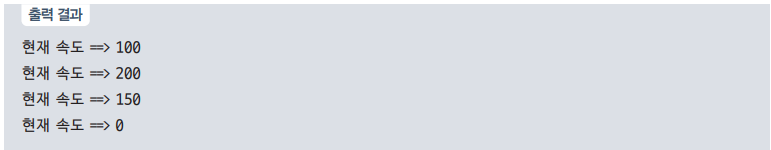 출력 결과
현재 속도 ==> 100
현재 속도 ==> 200
현재 속도 ==> 150
현재 속도 ==> 0